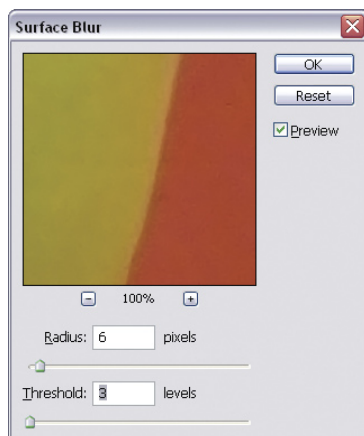 Surface Blur
OK
Reset
Preview
100%
Radius: 6 pixels
Threshold: 3 levels